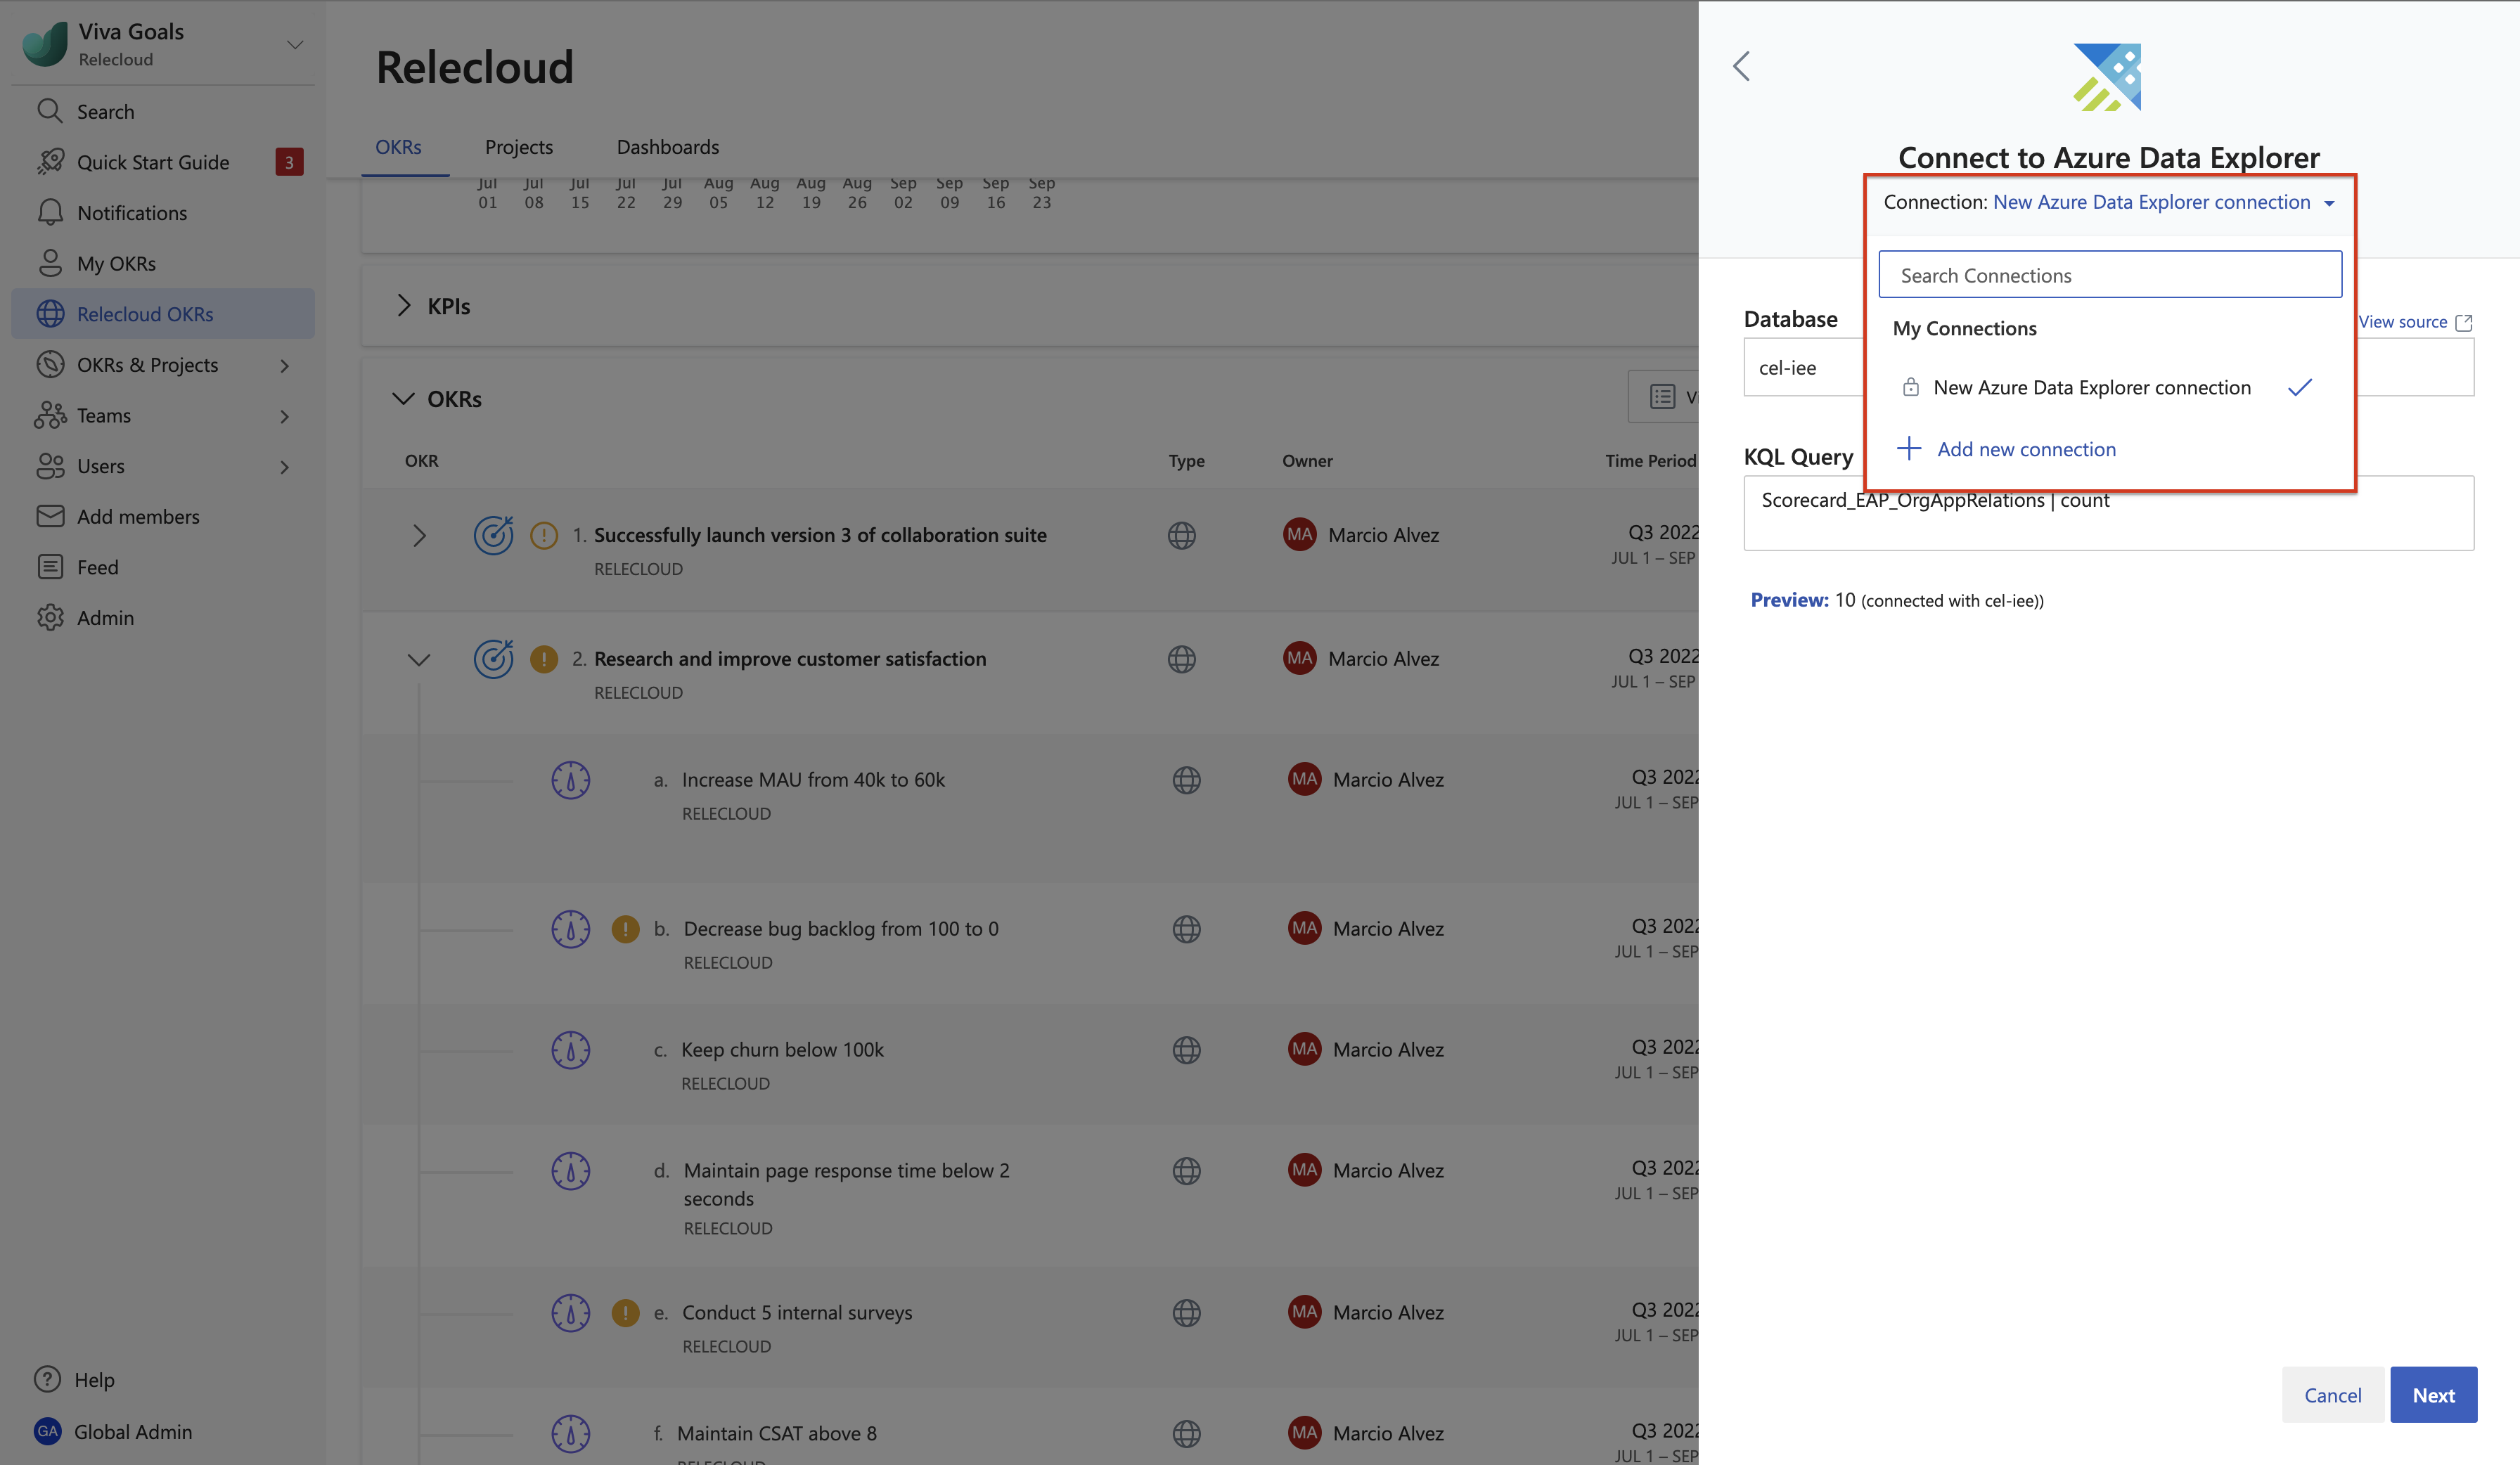 Viva Goals
Relecloud
Search
Quick Start Guide
3
Notifications
My OKRs
Relecloud OKRs
OKRs & Projects
Teams
Users
Add members
Feed
Admin
Help
GA Global Admin
Relecloud
OKRs Projects Dashboards
Jul Jul Jul Jul Jul Aug Aug Aug Aug Sep Sep Sep Sep
01 08 15 22 29 05 12 19 26 02 09 16 23
KPIs
OKRs
OKR Type Owner Time Period
1. Successfully launch version 3 of collaboration suite MA Marcio Alvez Q3 2022
RELECLOUD JUL 1 – SEP
2. Research and improve customer satisfaction MA Marcio Alvez Q3 2022
RELECLOUD JUL 1 – SEP
a. Increase MAU from 40k to 60k MA Marcio Alvez Q3 2022
RELECLOUD JUL 1 – SEP
b. Decrease bug backlog from 100 to 0 MA Marcio Alvez Q3 2022
RELECLOUD JUL 1 – SEP
c. Keep churn below 100k MA Marcio Alvez Q3 2022
RELECLOUD JUL 1 – SEP
d. Maintain page response time below 2 MA Marcio Alvez Q3 2022
seconds JUL 1 – SEP
RELECLOUD
e. Conduct 5 internal surveys MA Marcio Alvez Q3 2022
RELECLOUD JUL 1 – SEP
f. Maintain CSAT above 8 MA Marcio Alvez Q3 2022
RELECLOUD JUL 1 – SEP
Connect to Azure Data Explorer
Connection: New Azure Data Explorer connection
Search Connections
My Connections
New Azure Data Explorer connection
Add new connection
Database
View source
cel-iee
KQL Query
Scorecard_EAP_OrgAppRelations | count
Preview: 10 (connected with cel-iee))
Cancel
Next